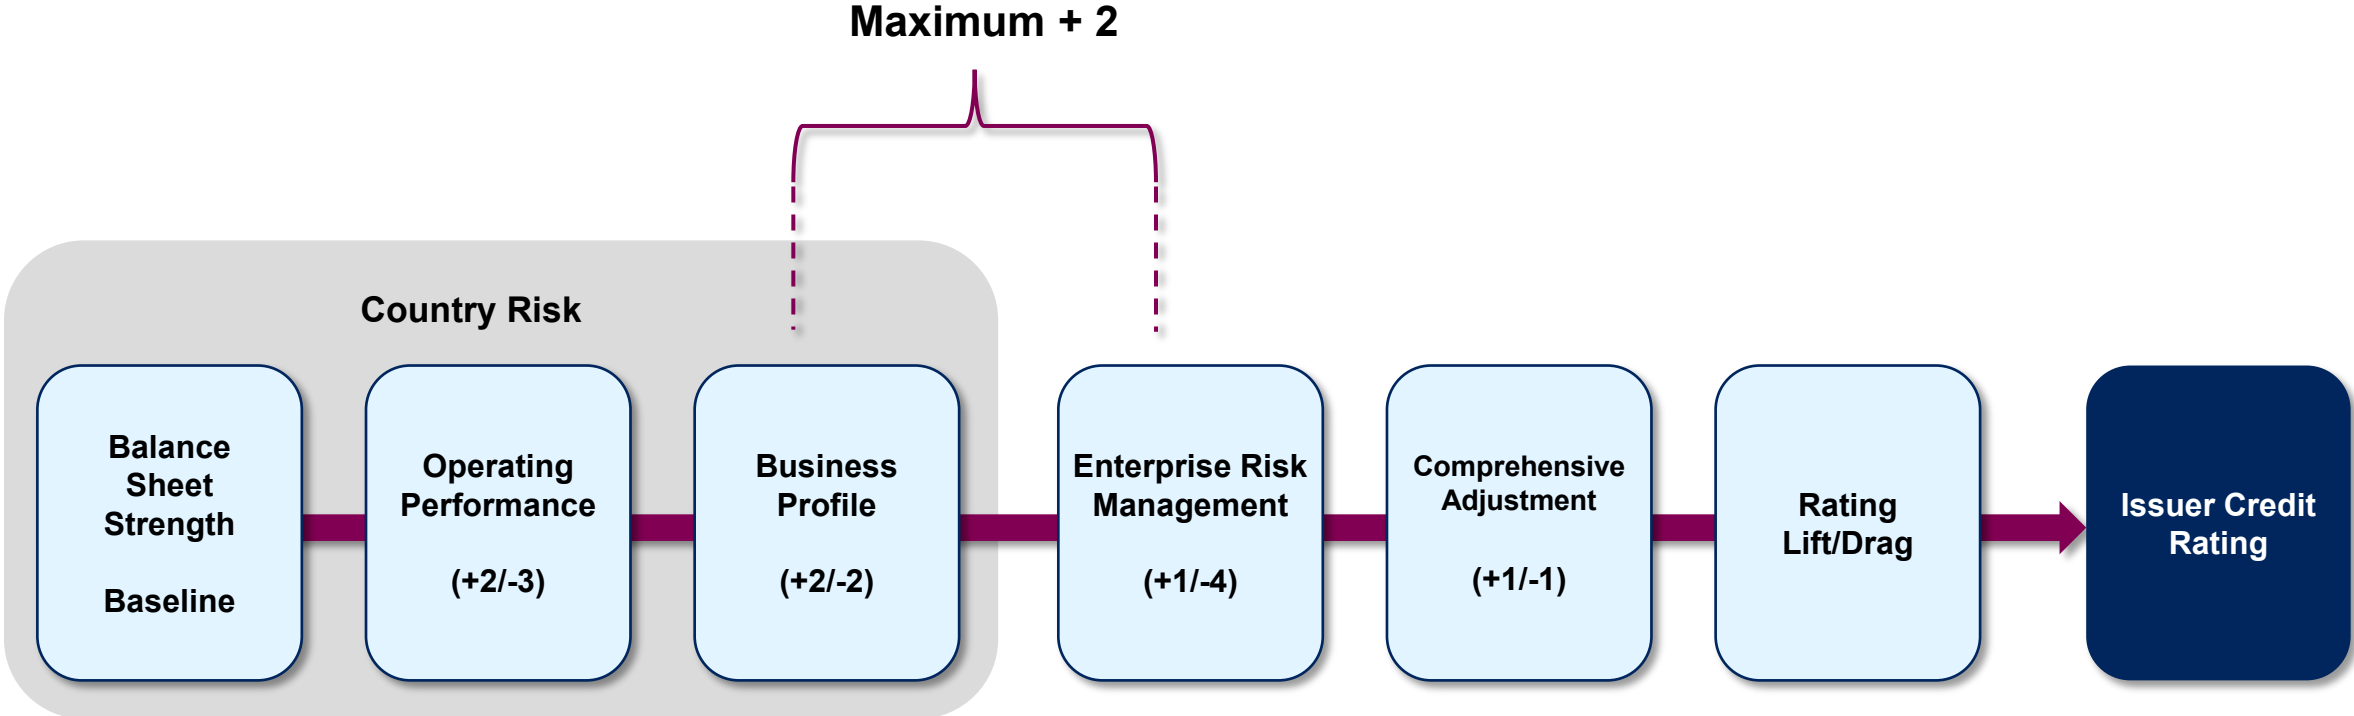 Maximum + 2
Country Risk
Balance
Sheet
Strength
Baseline
Operating
Performance
(+2/-3)
Business
Profile
(+2/-2)
Enterprise Risk
Management
(+1/-4)
Comprehensive
Adjustment
(+1/-1)
Rating
Lift/Drag
Issuer Credit
Rating